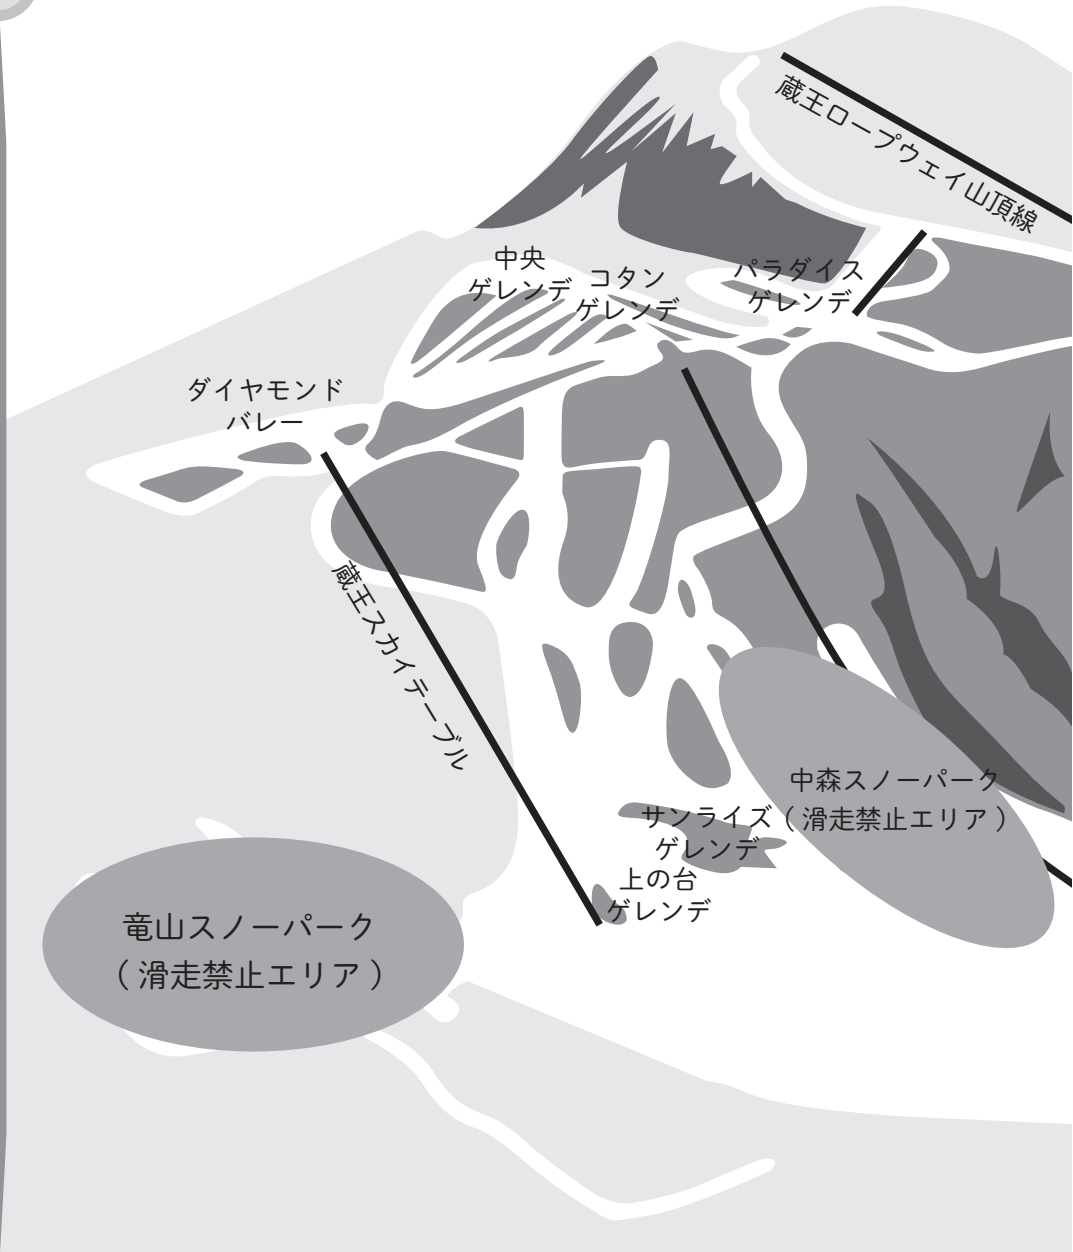 蔵王ロープウェイ山頂線
中央
ゲレンデ
コタン
ゲレンデ
パラダイス
ゲレンデ
ダイヤモンド
バレー
蔵王スカイテーブル
中森スノーパーク
（ 滑走禁止エリア ）
サンライズ
ゲレンデ
上の台
ゲレンデ
竜山スノーパーク
（ 滑走禁止エリア ）